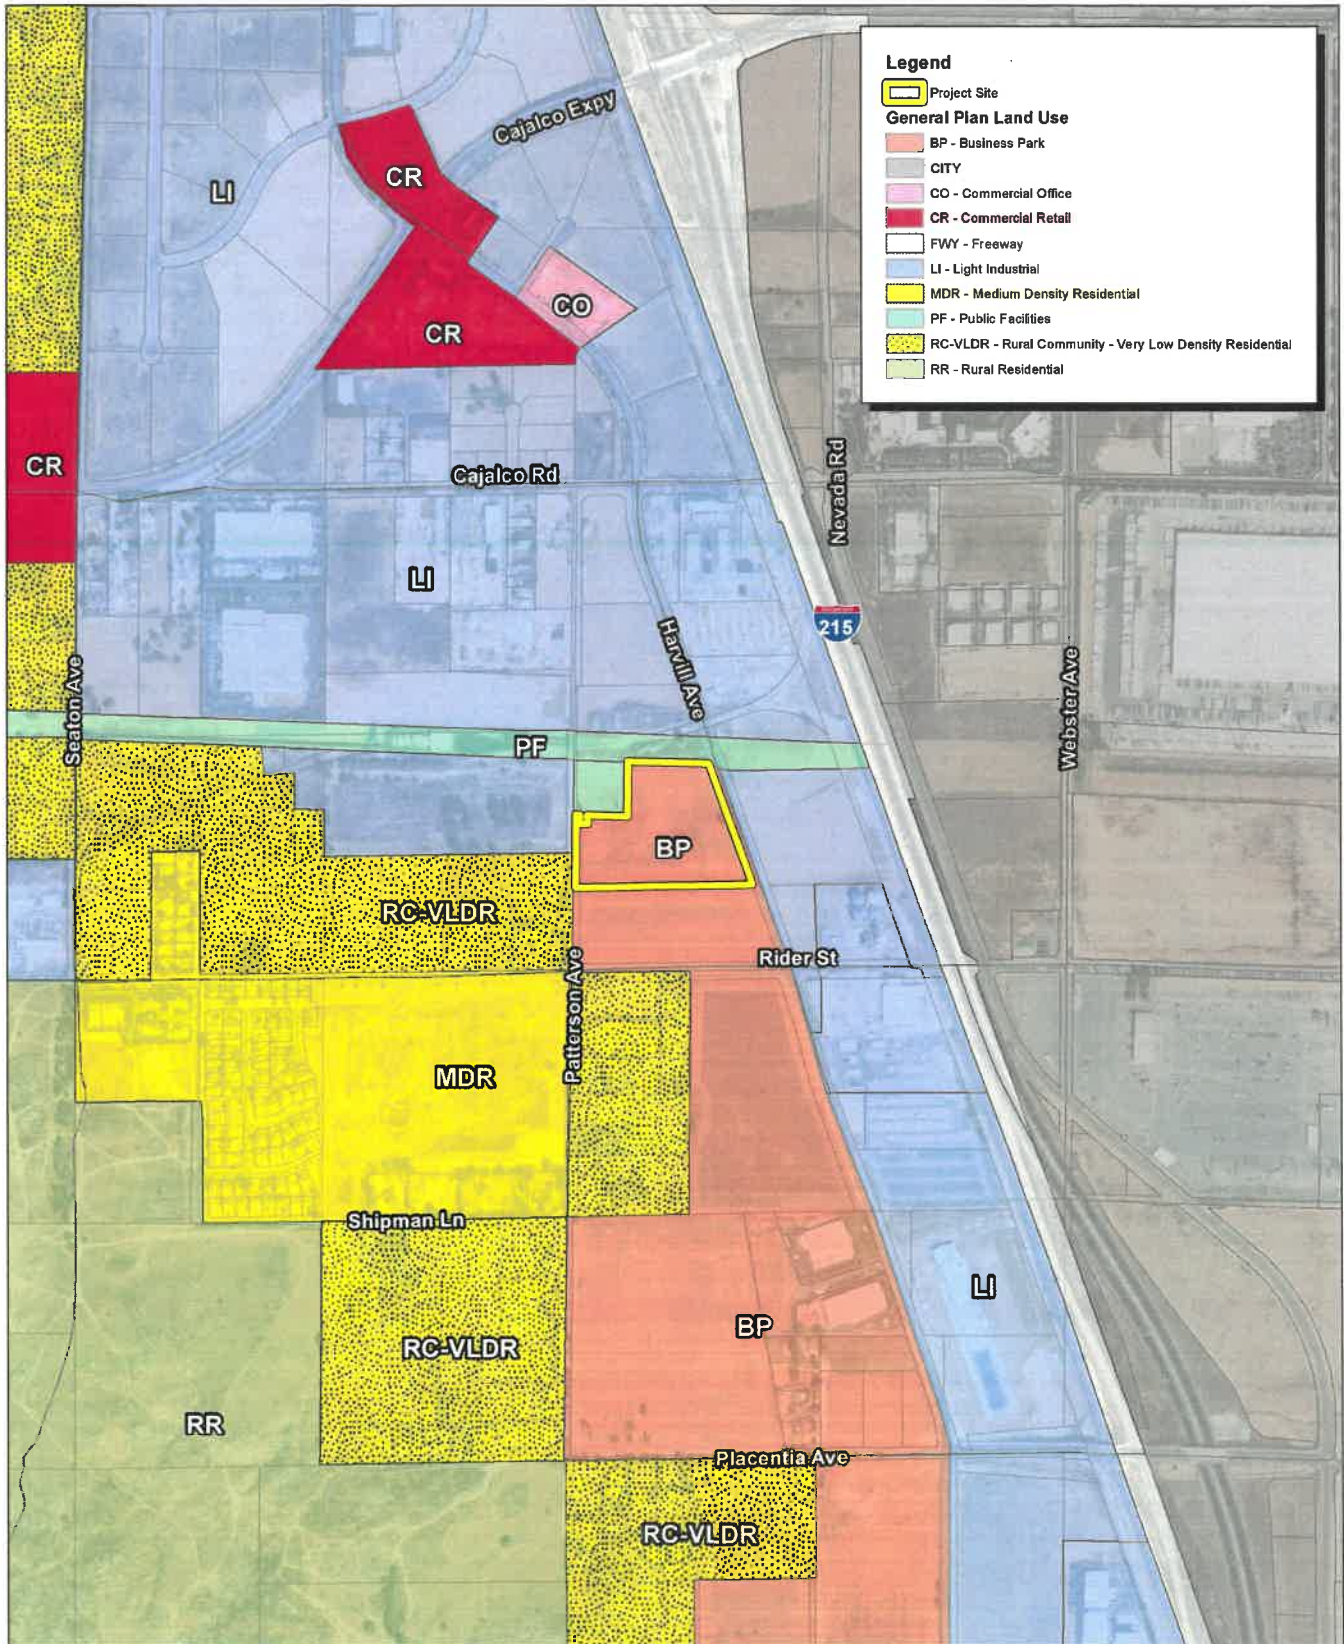 Legend
Project Site
General Plan Land Use
BP - Business Park
CITY
CO - Commercial Office
CR - Commercial Retail
FWY - Freeway
LI - Light Industrial
MDR - Medium Density Residential
PF - Public Facilities
RC-VLDR - Rural Community - Very Low Density Residential
RR - Rural Residential
Cajalco Expy
CR
LI
CO
CR
CR
Cajalco Rd
Nevada Rd
LI
215
Harvill Ave
Seaton Ave
Webster Ave
PF
BP
RC-VLDR
Rider St
Patterson Ave
MDR
Shipman Ln
LI
BP
RC-VLDR
RR
Placentia Ave
RC-VLDR